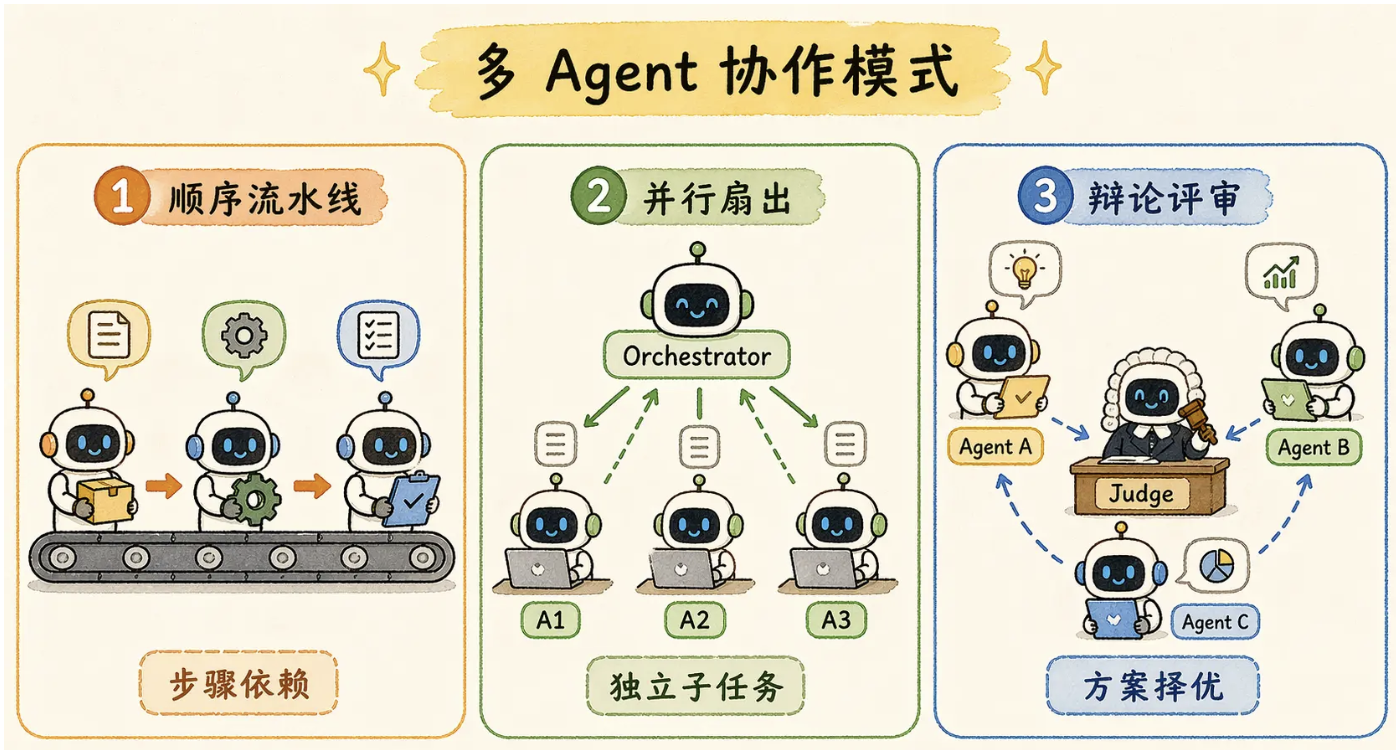 多 Agent 协作模式
1 顺序流水线
步骤依赖
2 并行扇出
Orchestrator
A1
A2
A3
独立子任务
3 辩论评审
Agent A
Agent B
Judge
Agent C
方案择优